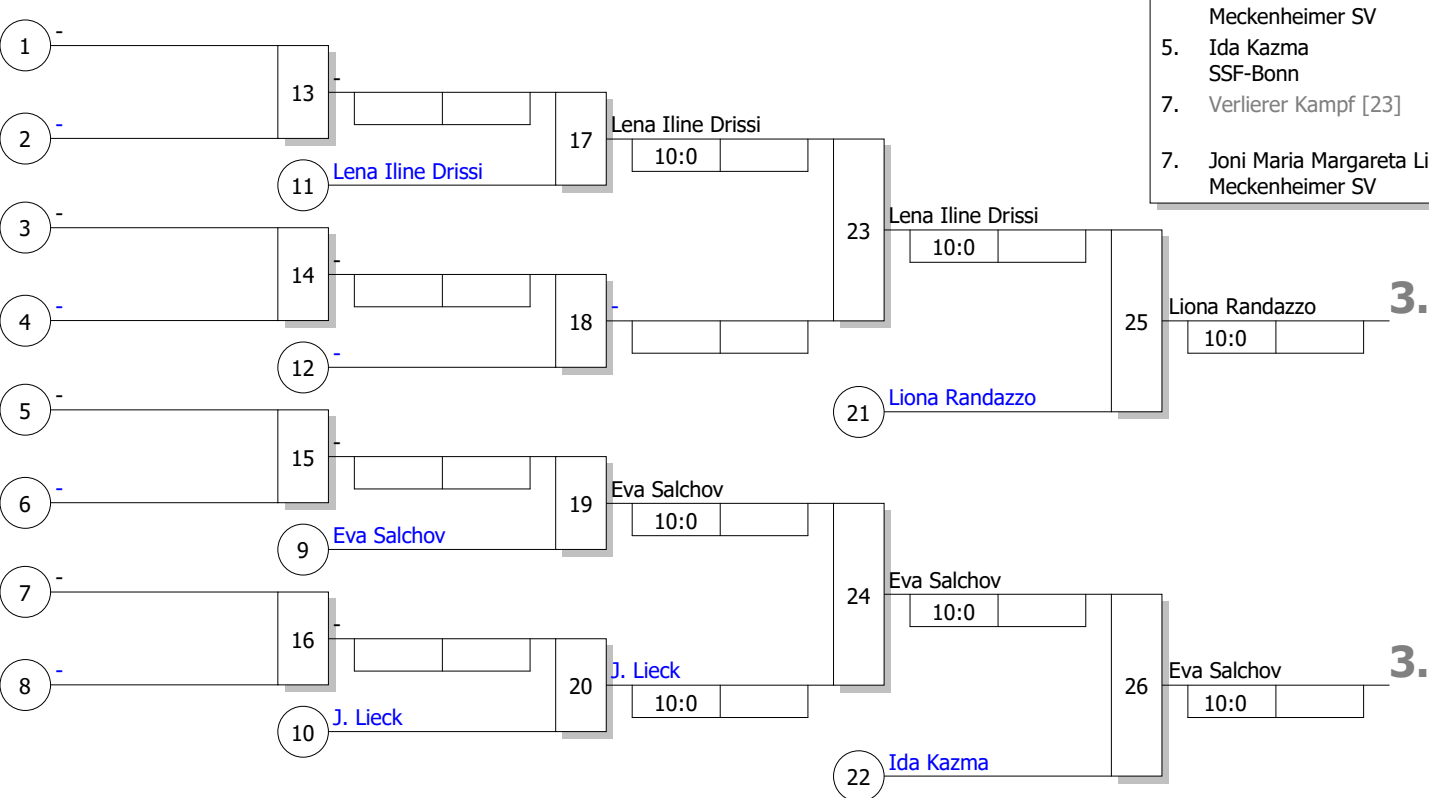 Meckenheimer SV
5. Ida Kazma
SSF-Bonn
7. Verlierer Kampf [23]
7. Joni Maria Margareta Li
Meckenheimer SV
1 -
13 -
2 -
17 Lena Iline Drissi
10:0
11 Lena Iline Drissi
3 -
23 Lena Iline Drissi
10:0
14 -
4 -
18 -
12 -
25 Liona Randazzo 3.
10:0
5 -
21 Liona Randazzo
15 -
6 -
19 Eva Salchov
10:0
9 Eva Salchov
7 -
24 Eva Salchov
10:0
16 -
8 -
20 J. Lieck
10:0
10 J. Lieck
26 Eva Salchov 3.
10:0
22 Ida Kazma